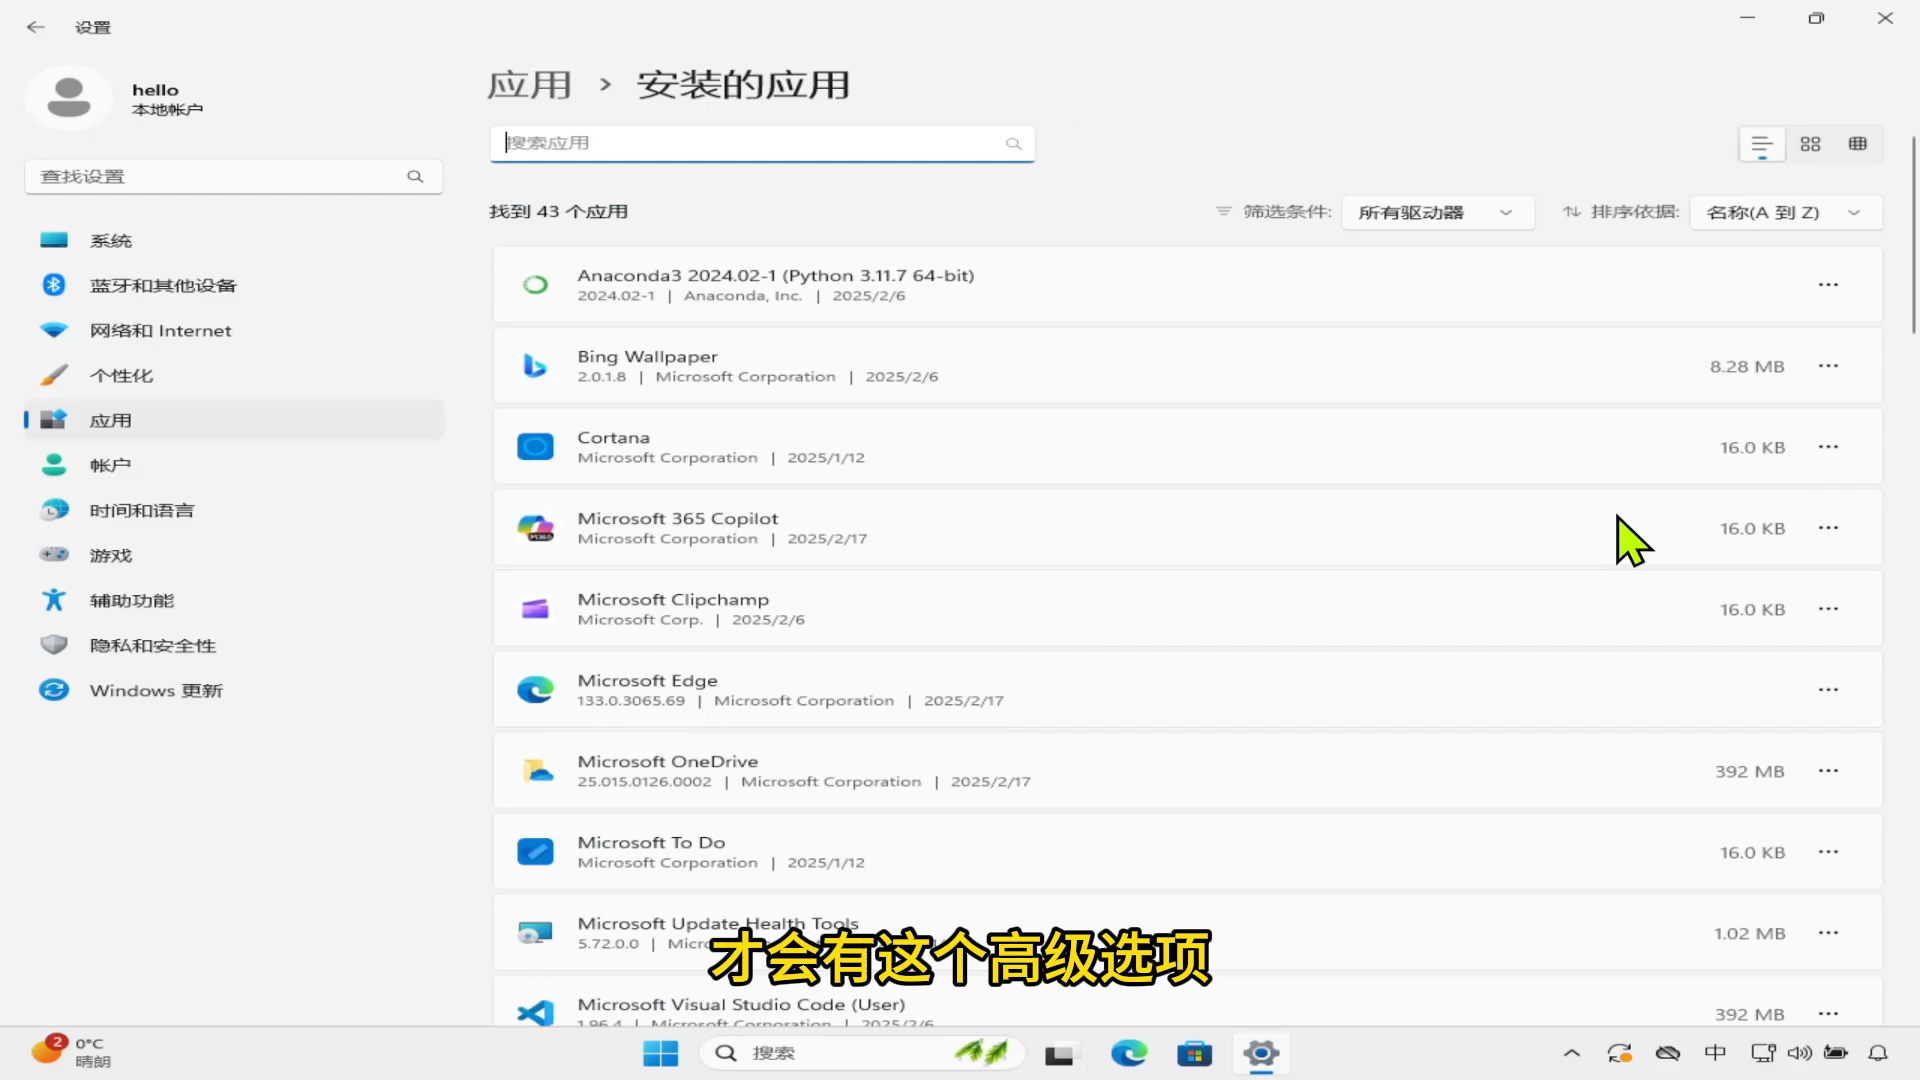 设置
hello
本地帐户
查找设置
系统
蓝牙和其他设备
网络和 Internet
个性化
应用
帐户
时间和语言
游戏
辅助功能
隐私和安全性
Windows 更新
应用 › 安装的应用
搜索应用
找到 43 个应用
筛选条件: 所有驱动器
排序依据: 名称(A 到 Z)
Anaconda3 2024.02-1 (Python 3.11.7 64-bit)
2024.02-1 | Anaconda, Inc. | 2025/2/6
Bing Wallpaper
2.0.1.8 | Microsoft Corporation | 2025/2/6
8.28 MB
Cortana
Microsoft Corporation | 2025/1/12
16.0 KB
Microsoft 365 Copilot
Microsoft Corporation | 2025/2/17
16.0 KB
Microsoft Clipchamp
Microsoft Corp. | 2025/2/6
16.0 KB
Microsoft Edge
133.0.3065.69 | Microsoft Corporation | 2025/2/17
Microsoft OneDrive
25.015.0126.0002 | Microsoft Corporation | 2025/2/17
392 MB
Microsoft To Do
Microsoft Corporation | 2025/1/12
16.0 KB
Microsoft Update Health Tools
5.72.0.0 |
1.02 MB
才会有这个高级选项
Microsoft Visual Studio Code (User)
1.96.4 | Microsoft Corporation | 2025/2/6
392 MB
2
0°C
晴朗
搜索
中